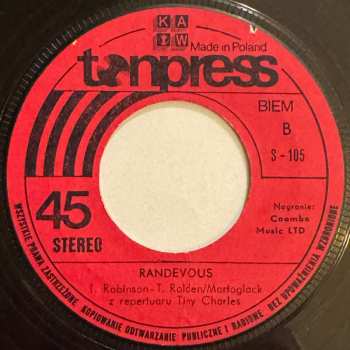 KAW
Made in Poland
tonpress
BIEM
B
S-105
45
STEREO
Nagranie:
Coombe
Music LTD
RANDEVOUS
T. Robinson-T. Rolden/Martoglack
z repertuaru Tiny Charles
WSZYSTKIE PRAWA ZASTRZEŻONE. KOPIOWANIE ODTWARZANIE PUBLICZNE I RADIOWE BEZ UPOWAŻNIENIA WZBRONIONE